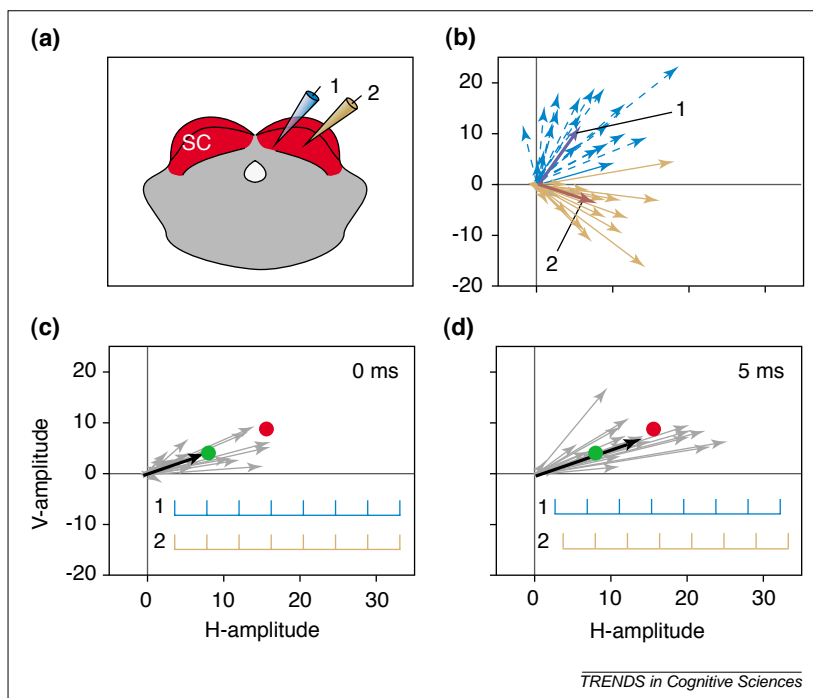 (a)
SC
1
2
(b)
20
10
0
-10
-20
1
2
(c)
V-amplitude
20
10
0
-10
-20
0 ms
1
2
0 10 20 30
H-amplitude
(d)
5 ms
1
2
0 10 20 30
H-amplitude
TRENDS in Cognitive Sciences